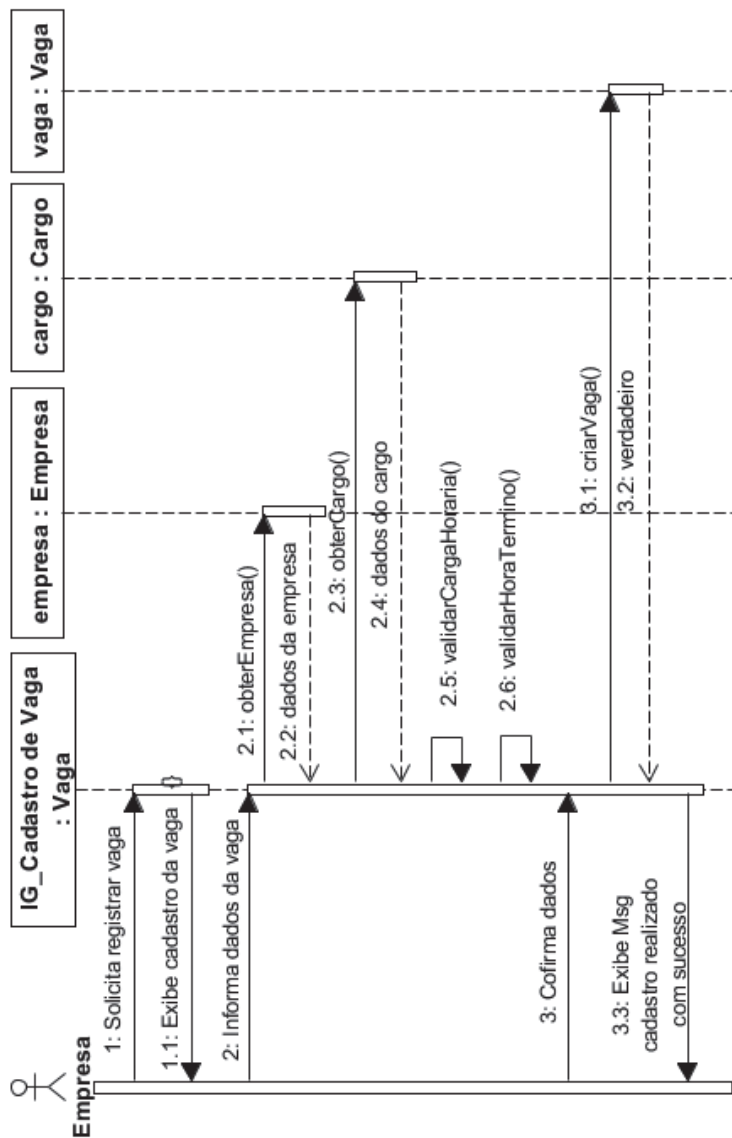 Empresa
IG_Cadastro de Vaga
: Vaga
empresa : Empresa
cargo : Cargo
vaga : Vaga
1: Solicita registrar vaga
1.1: Exibe cadastro da vaga
2: Informa dados da vaga
2.1: obterEmpresa()
2.2: dados da empresa
2.3: obterCargo()
2.4: dados do cargo
2.5: validarCargaHoraria()
2.6: validarHoraTermino()
3: Cofirma dados
3.1: criarVaga()
3.2: verdadeiro
3.3: Exibe Msg
cadastro realizado
com sucesso